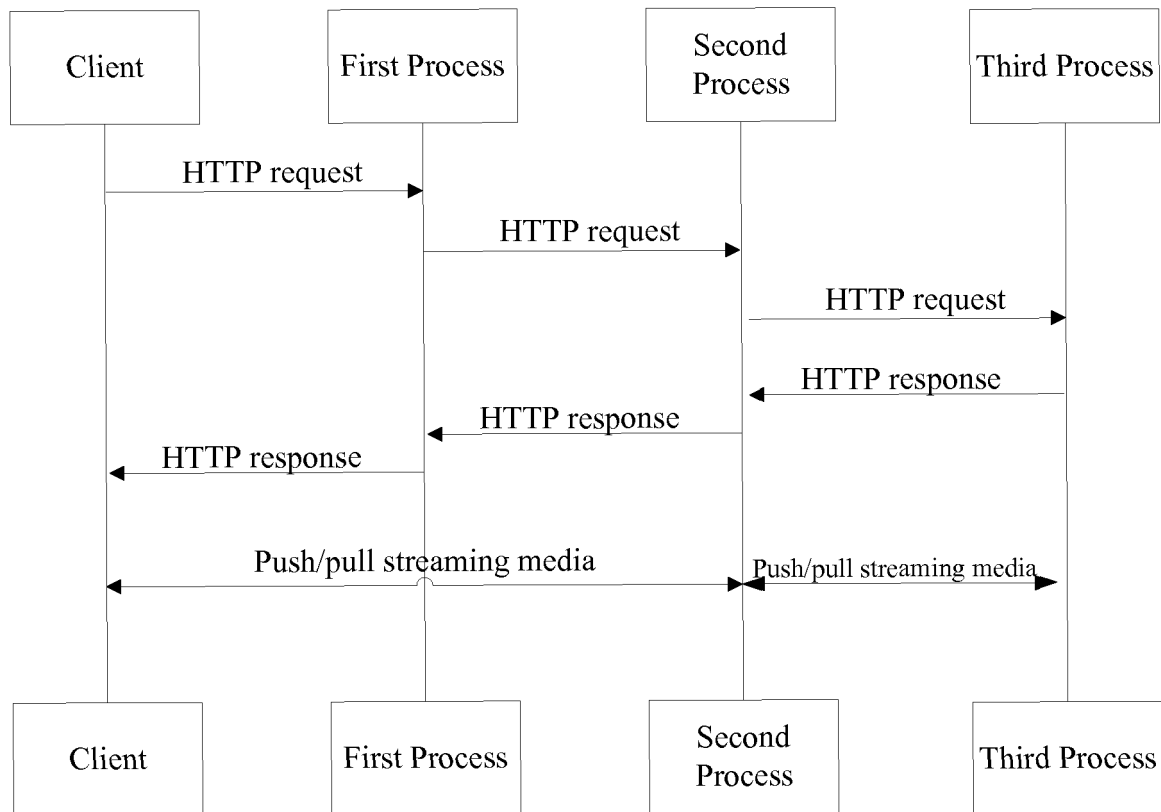 Client
First Process
Second
Process
Third Process
HTTP request
HTTP request
HTTP request
HTTP response
HTTP response
HTTP response
Push/pull streaming media
Push/pull streaming media
Client
First Process
Second
Process
Third Process